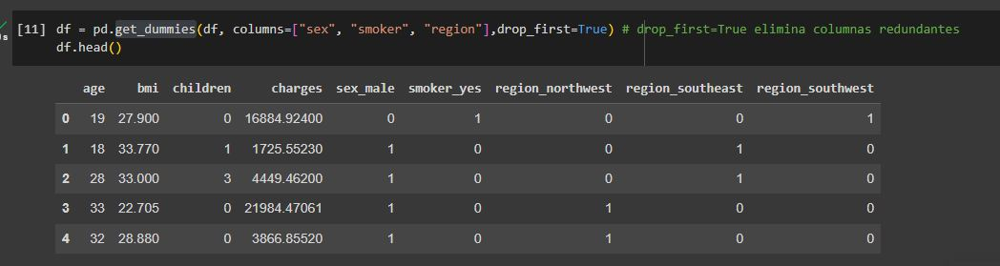 [11] df = pd.get_dummies(df, columns=["sex", "smoker", "region"],drop_first=True) # drop_first=True elimina columnas redundantes
df.head()
age bmi children charges sex_male smoker_yes region_northwest region_southeast region_southwest
0 19 27.900 0 16884.92400 0 1 0 0 1
1 18 33.770 1 1725.55230 1 0 0 1 0
2 28 33.000 3 4449.46200 1 0 0 1 0
3 33 22.705 0 21984.47061 1 0 1 0 0
4 32 28.880 0 3866.85520 1 0 1 0 0